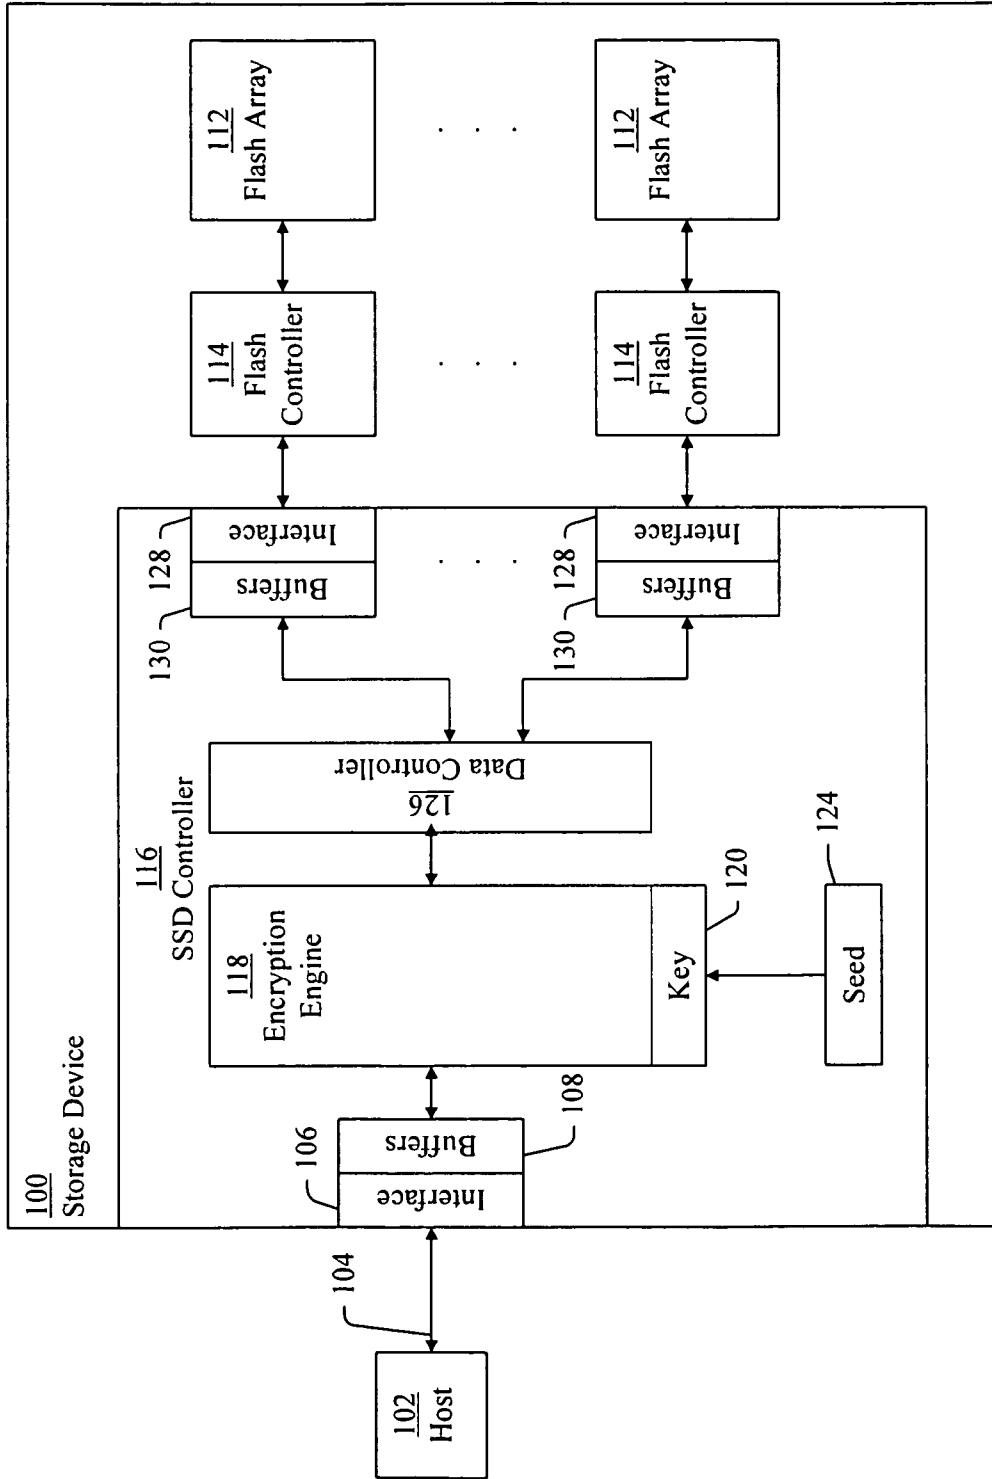 100
Storage Device
116
SSD Controller
102
Host
104
106
Interface
Buffers
108
118
Encryption
Engine
Key
120
Seed
124
Data Controller
126
130
128
Buffers
Interface
130
128
Buffers
Interface
114
Flash
Controller
114
Flash
Controller
112
Flash Array
112
Flash Array